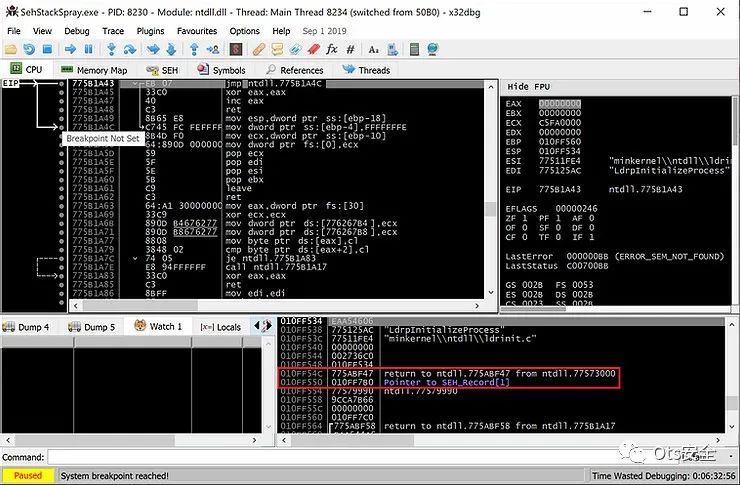 SehStackSpray.exe - PID: 8230 - Module: ntdll.dll - Thread: Main Thread 8234 (switched from 50B0) - x32dbg
File View Debug Tracing Plugins Favourites Options Help Sep 1 2019
CPU Memory Map SEH Symbols References Threads
EIP
Breakpoint Not Set
775B1A43 EB 07 jmp ntdll.775B1A4C
33C0 xor eax,eax
40 inc eax
C3 ret
8B65 E8 mov esp,dword ptr ss:[ebp-18]
775B1A4C C745 FC FEFFFF mov dword ptr ss:[ebp-4],FFFFFFFE
8B4D F0 mov ecx,dword ptr ss:[ebp-10]
64:890D 000000 mov dword ptr fs:[0],ecx
775B1A5D 59 pop ecx
775B1A5E 5F pop edi
775B1A5F 5E pop esi
775B1A60 5B pop ebx
775B1A61 C9 leave
775B1A62 C3 ret
775B1A63 64:A1 30000000 mov eax,dword ptr fs:[30]
775B1A69 33C9 xor ecx,ecx
775B1A6B 890D B4676277 mov dword ptr ds:[776267B4],ecx
775B1A71 890D B8676277 mov dword ptr ds:[776267B8],ecx
775B1A77 8808 mov byte ptr ds:[eax],cl
775B1A79 3848 02 cmp byte ptr ds:[eax+2],cl
775B1A7C 74 05 je ntdll.775B1A83
775B1A7E E8 94FFFFFF call ntdll.775B1A17
775B1A83 33C0 xor eax,eax
775B1A85 C3 ret
775B1A86 8BFF mov edi,edi
Hide FPU
EAX 00000000
EBX 00000000
ECX C5FA0000
EDX 00000000
EBP 010FF560
ESP 010FF534
ESI 77511FE4 "minkernel\\ntdll\\ldrinit.c"
EDI 775125AC "LdrpInitializeProcess"
EIP 775B1A43 ntdll.775B1A43
EFLAGS 00000246
ZF 1 PF 1 AF 0
OF 0 SF 0 DF 0
CF 0 TF 0 IF 1
LastError 000000BB (ERROR_SEM_NOT_FOUND)
LastStatus C00700BB
GS 002B FS 0053
ES 002B DS 002B
CS 0023 SS 002B
Dump 4 Dump 5 Watch 1 [x=] Locals
010FF534 EAA54606
010FF538 775125AC "LdrpInitializeProcess"
010FF53C 77511FE4 "minkernel\\ntdll\\ldrinit.c"
010FF540 00000000
010FF544 002736C0
010FF548 010FF534
010FF54C 775ABF47 return to ntdll.775ABF47 from ntdll.77573000
010FF550 010FF7B0 Pointer to SEH_Record[1]
010FF554 77579990 ntdll.77579990
010FF558 9CCA7B66
010FF55C 00000000
010FF560 010FF7C0
010FF564 775ABF58 return to ntdll.775ABF58 from ntdll.775B1A17
Ots安全
Command:
Paused System breakpoint reached! Time Wasted Debugging: 0:06:32:56